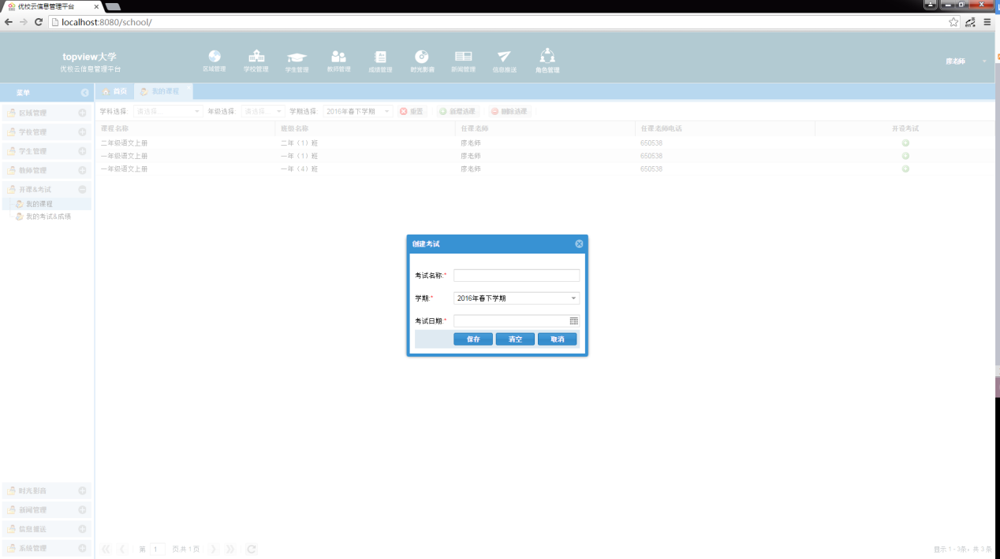 优校云信息管理平台
localhost:8080/school/
topview大学
优校云信息管理平台
区域管理 学校管理 学生管理 教师管理 成绩管理 时光影音 新闻管理 信息推送 角色管理
廖老师
菜单
首页 我的课程
区域管理
学校管理
学生管理
教师管理
开课&考试
我的课程
我的考试&成绩
时光影音
新闻管理
信息推送
系统管理
学科选择: 请选择... 年级选择: 请选择... 学期选择: 2016年春下学期 重置 新增选课 删除选课
课程名称 班级名称 任课老师 任课老师电话 开设考试
二年级语文上册 二年（1）班 廖老师 650538
一年级语文上册 一年（1）班 廖老师 650538
一年级语文上册 一年（4）班 廖老师 650538
创建考试
考试名称:*
学期:* 2016年春下学期
考试日期:*
保存 清空 取消
第 1 页,共 1 页
显示 1 - 3条，共 3 条